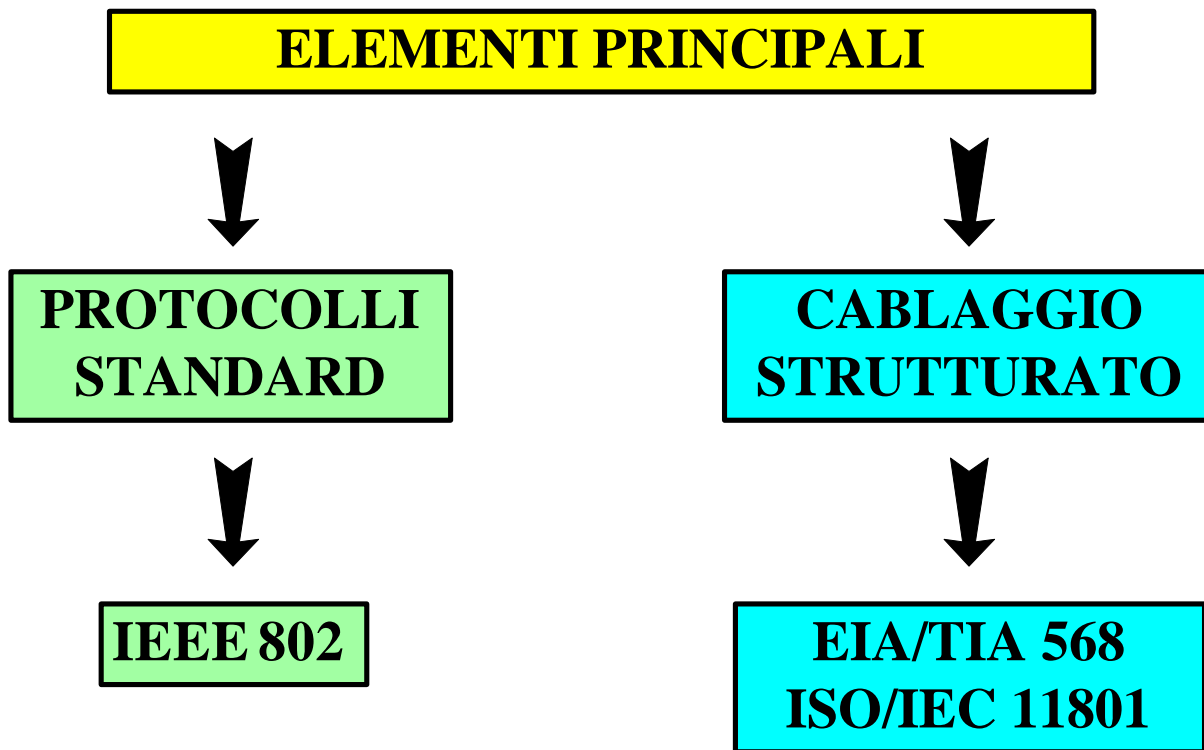 ELEMENTI PRINCIPALI
PROTOCOLLI
STANDARD
CABLAGGIO
STRUTTURATO
IEEE 802
EIA/TIA 568
ISO/IEC 11801